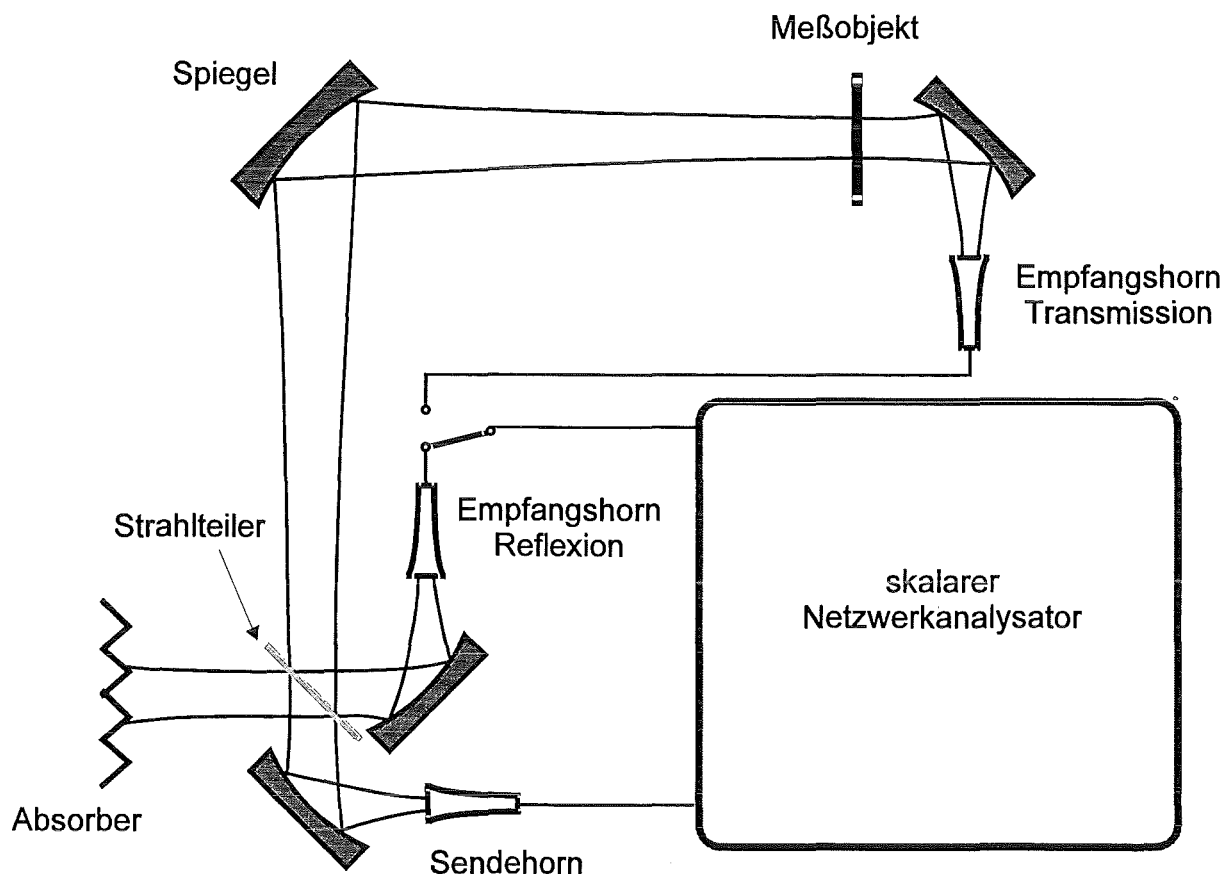 Meßobjekt
Spiegel
Empfangshorn
Transmission
Empfangshorn
Reflexion
Strahlteiler
skalarer
Netzwerkanalysator
Absorber
Sendehorn